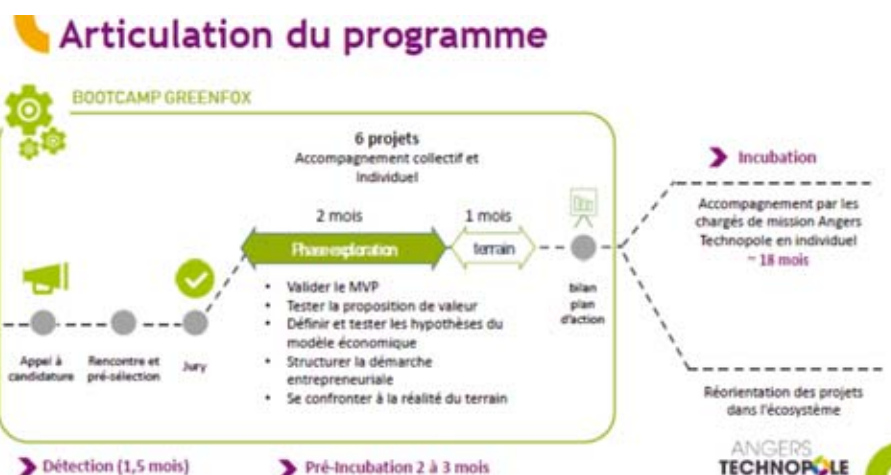 Articulation du programme
BOOTCAMP GREENFOX
6 projets
Accompagnement collectif et
Individuel
2 mois
1 mois
Phase exploration
terrain
• Valider le MVP
• Tester la proposition de valeur
• Définir et tester les hypothèses du
modèle économique
• Structurer la démarche
entrepreneuriale
• Se confronter à la réalité du terrain
Appel à
candidature
Rencontre et
pré-sélection
Jury
bilan
plan
d'action
Incubation
Accompagnement par les
chargés de mission Angers
Technopole en individuel
~ 18 mois
Réorientation des projets
dans l'écosystème
Détection (1,5 mois)
Pré-Incubation 2 à 3 mois
ANGERS
TECHNOPOLE